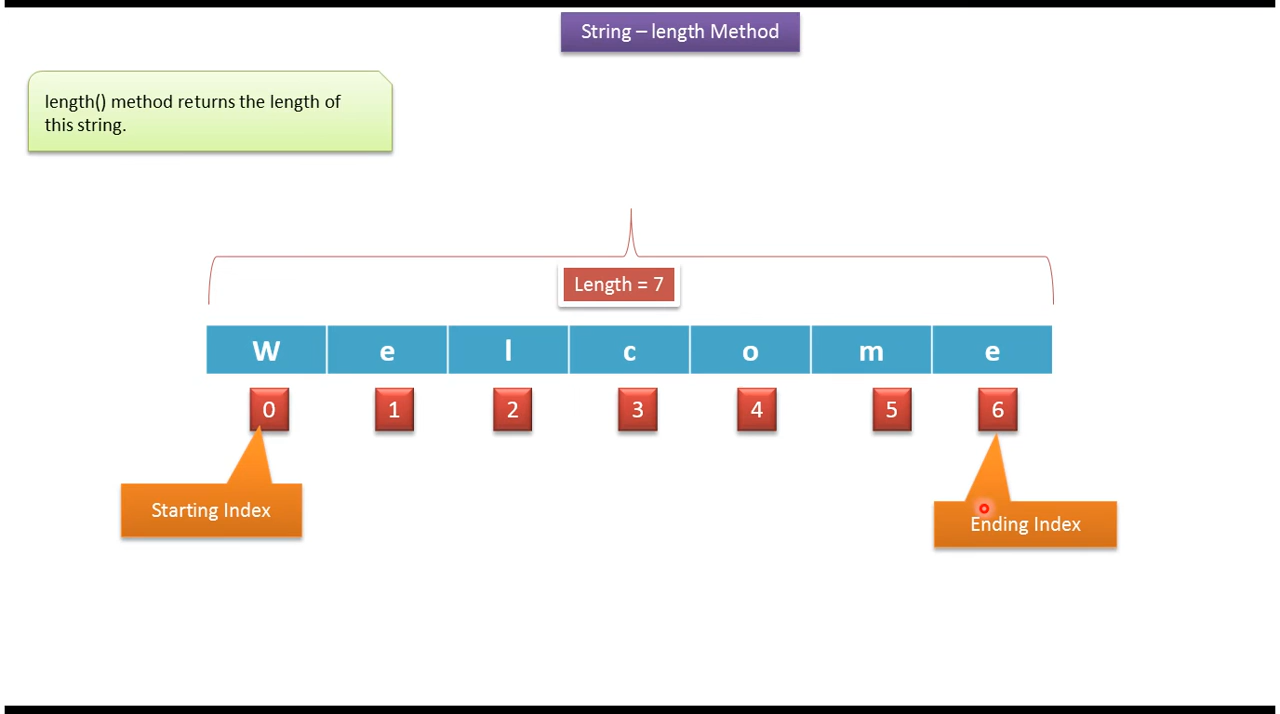 String – length Method
length() method returns the length of
this string.
Length = 7
W e l c o m e
0 1 2 3 4 5 6
Starting Index
Ending Index